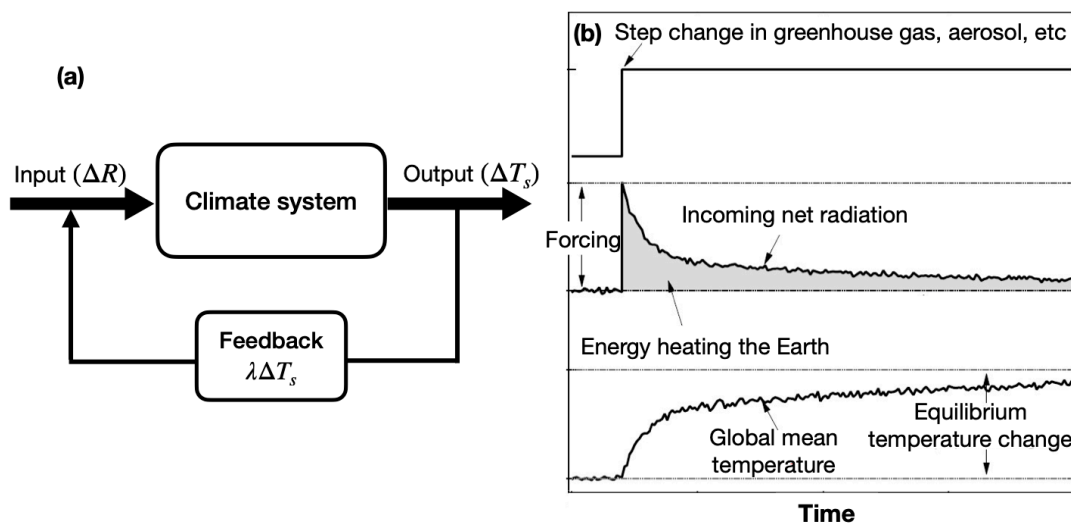 (a)
Input (ΔR)
Climate system
Output (ΔTₛ)
Feedback
λΔTₛ
(b)
Step change in greenhouse gas, aerosol, etc
Forcing
Incoming net radiation
Energy heating the Earth
Global mean
temperature
Equilibrium
temperature change
Time